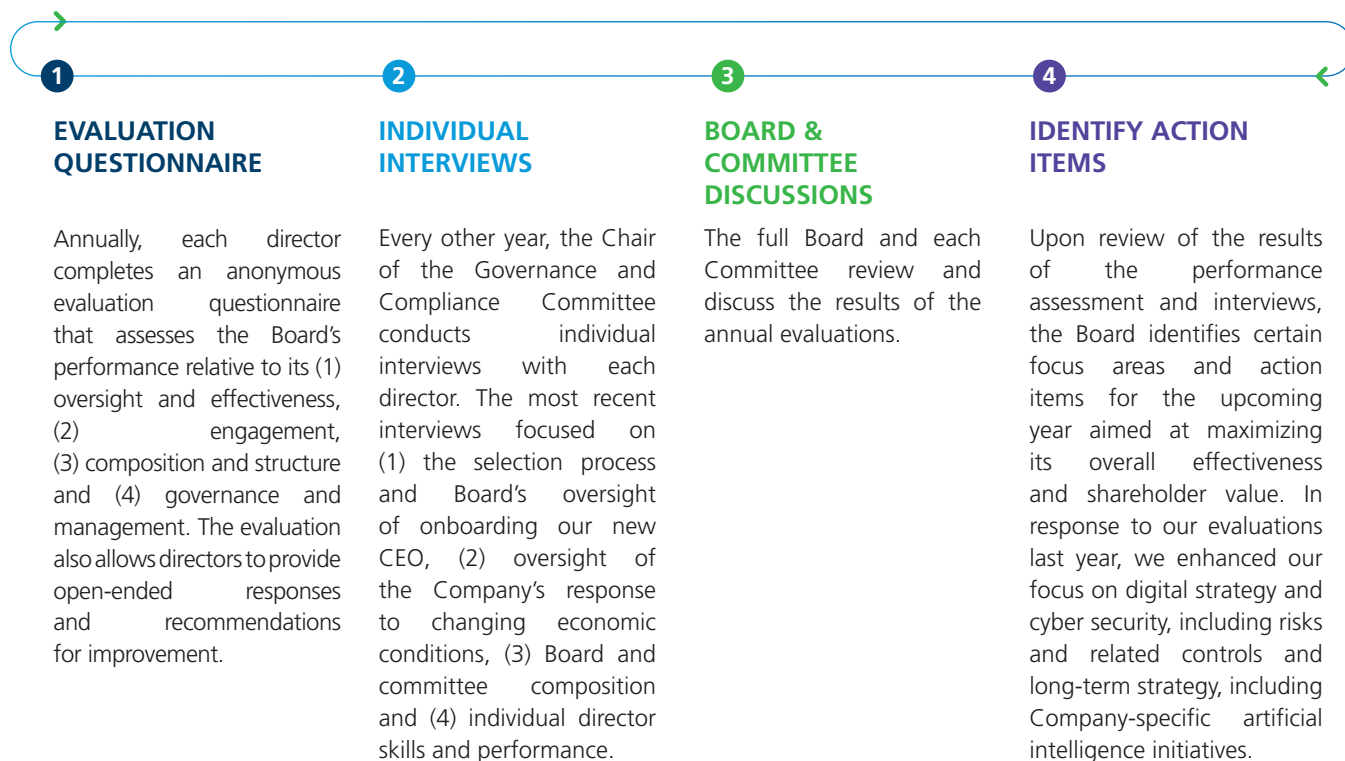 1
EVALUATION
QUESTIONNAIRE
Annually, each director
completes an anonymous
evaluation questionnaire
that assesses the Board’s
performance relative to its (1)
oversight and effectiveness,
(2) engagement,
(3) composition and structure
and (4) governance and
management. The evaluation
also allows directors to provide
open-ended responses
and recommendations
for improvement.
2
INDIVIDUAL
INTERVIEWS
Every other year, the Chair
of the Governance and
Compliance Committee
conducts individual
interviews with each
director. The most recent
interviews focused on
(1) the selection process
and Board’s oversight
of onboarding our new
CEO, (2) oversight of
the Company’s response
to changing economic
conditions, (3) Board and
committee composition
and (4) individual director
skills and performance.
3
BOARD &
COMMITTEE
DISCUSSIONS
The full Board and each
Committee review and
discuss the results of the
annual evaluations.
4
IDENTIFY ACTION
ITEMS
Upon review of the results
of the performance
assessment and interviews,
the Board identifies certain
focus areas and action
items for the upcoming
year aimed at maximizing
its overall effectiveness
and shareholder value. In
response to our evaluations
last year, we enhanced our
focus on digital strategy and
cyber security, including risks
and related controls and
long-term strategy, including
Company-specific artificial
intelligence initiatives.